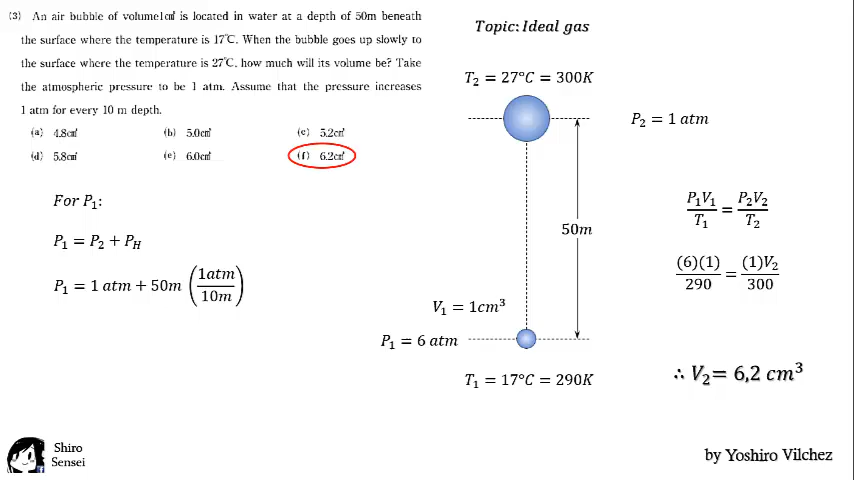 (3) An air bubble of volume 1㎤ is located in water at a depth of 50m beneath
the surface where the temperature is 17℃. When the bubble goes up slowly to
the surface where the temperature is 27℃, how much will its volume be? Take
the atmospheric pressure to be 1 atm. Assume that the pressure increases
1 atm for every 10 m depth.
(a) 4.8㎤ (b) 5.0㎤ (c) 5.2㎤
(d) 5.8㎤ (e) 6.0㎤ (f) 6.2㎤
For P₁:
P₁ = P₂ + P_H
P₁ = 1 atm + 50m (1atm/10m)
Topic: Ideal gas
T₂ = 27°C = 300K
P₂ = 1 atm
50m
V₁ = 1cm³
P₁ = 6 atm
T₁ = 17°C = 290K
P₁V₁/T₁ = P₂V₂/T₂
(6)(1)/290 = (1)V₂/300
∴ V₂= 6,2 cm³
Shiro
Sensei
by Yoshiro Vilchez